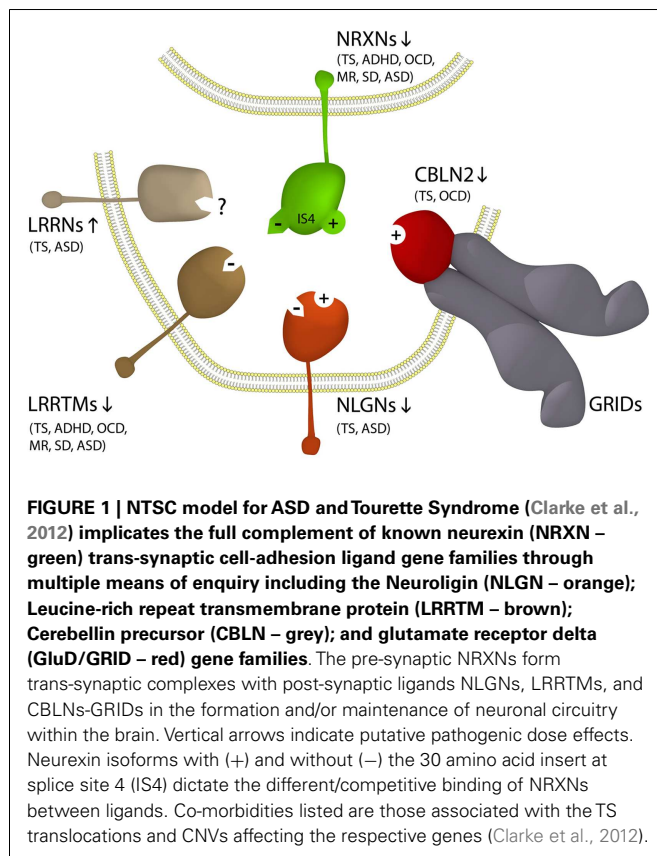 NRXNs ↓
(TS, ADHD, OCD,
MR, SD, ASD)
CBLN2 ↓
(TS, OCD)
LRRNs ↑
(TS, ASD)
?
IS4
-
+
+
-
-
+
LRRTMs ↓
(TS, ADHD, OCD,
MR, SD, ASD)
NLGNs ↓
(TS, ASD)
GRIDs
FIGURE 1 | NTSC model for ASD and Tourette Syndrome (Clarke et al.,
2012) implicates the full complement of known neurexin (NRXN –
green) trans-synaptic cell-adhesion ligand gene families through
multiple means of enquiry including the Neuroligin (NLGN – orange);
Leucine-rich repeat transmembrane protein (LRRTM – brown);
Cerebellin precursor (CBLN – grey); and glutamate receptor delta
(GluD/GRID – red) gene families. The pre-synaptic NRXNs form
trans-synaptic complexes with post-synaptic ligands NLGNs, LRRTMs, and
CBLNs-GRIDs in the formation and/or maintenance of neuronal circuitry
within the brain. Vertical arrows indicate putative pathogenic dose effects.
Neurexin isoforms with (+) and without (−) the 30 amino acid insert at
splice site 4 (IS4) dictate the different/competitive binding of NRXNs
between ligands. Co-morbidities listed are those associated with the TS
translocations and CNVs affecting the respective genes (Clarke et al., 2012).